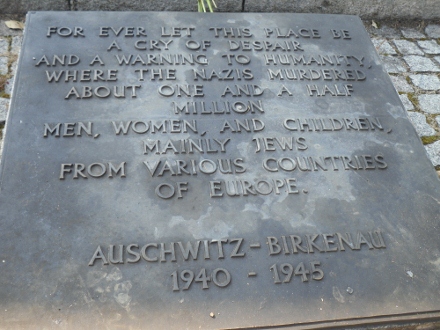 FOR EVER LET THIS PLACE BE
A CRY OF DESPAIR
AND A WARNING TO HUMANITY,
WHERE THE NAZIS MURDERED
ABOUT ONE AND A HALF
MILLION
MEN, WOMEN, AND CHILDREN,
MAINLY JEWS
FROM VARIOUS COUNTRIES
OF EUROPE.
AUSCHWITZ-BIRKENAU
1940 - 1945